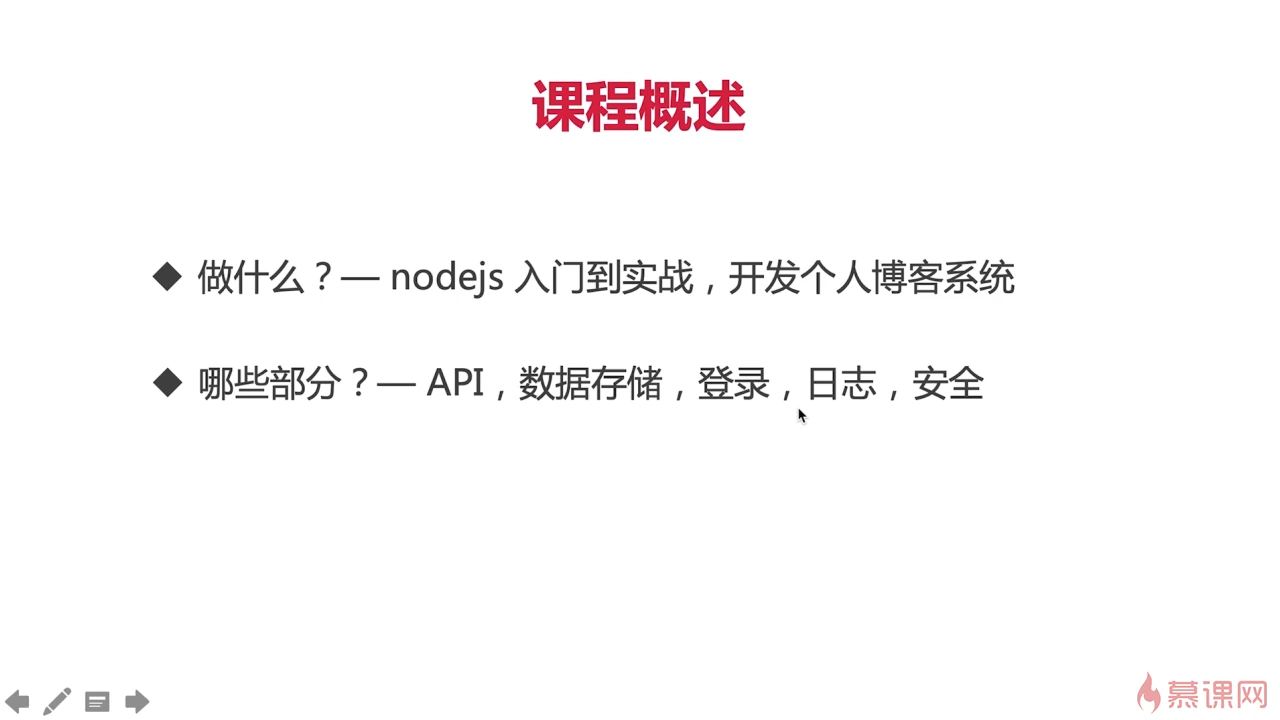 课程概述
◆ 做什么？— nodejs 入门到实战，开发个人博客系统
◆ 哪些部分？— API，数据存储，登录，日志，安全
慕课网